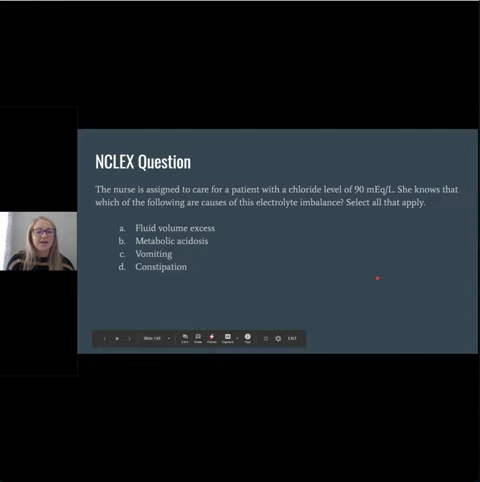 NCLEX Question
The nurse is assigned to care for a patient with a chloride level of 90 mEq/L. She knows that
which of the following are causes of this electrolyte imbalance? Select all that apply.
a. Fluid volume excess
b. Metabolic acidosis
c. Vomiting
d. Constipation
Slide 149
EXIT